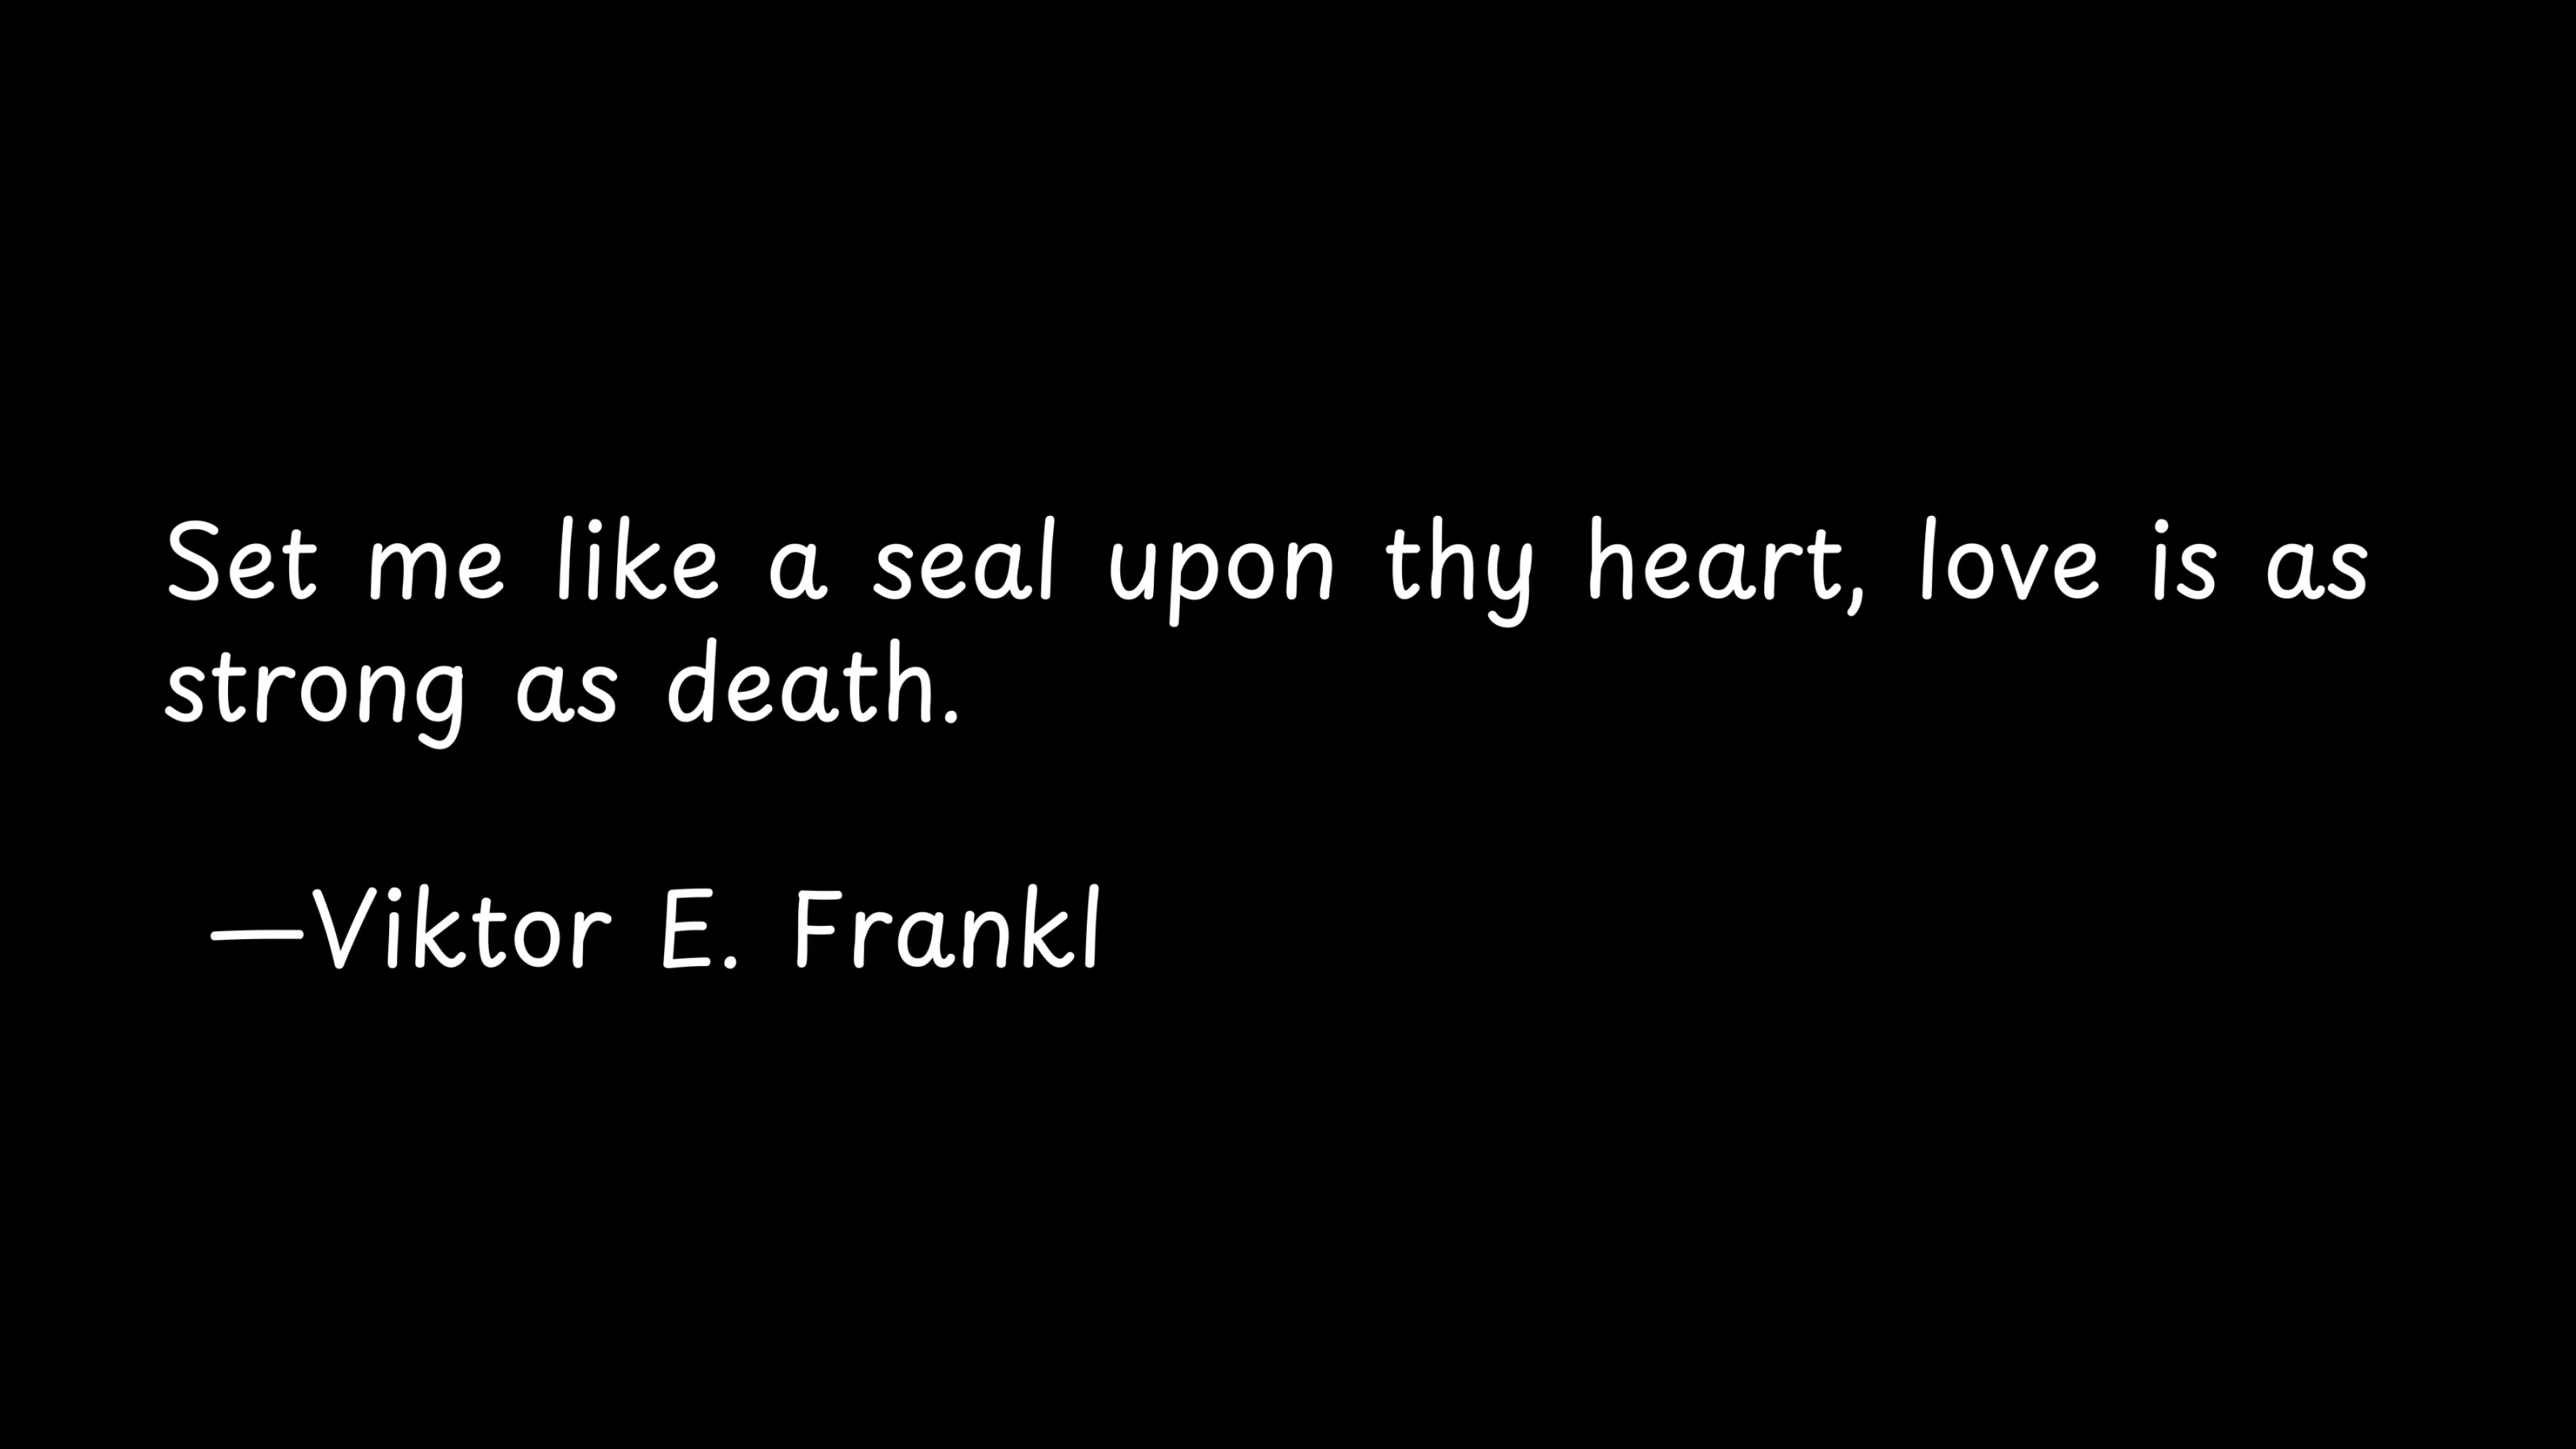 Set me like a seal upon thy heart, love is as
strong as death.
—Viktor E. Frankl